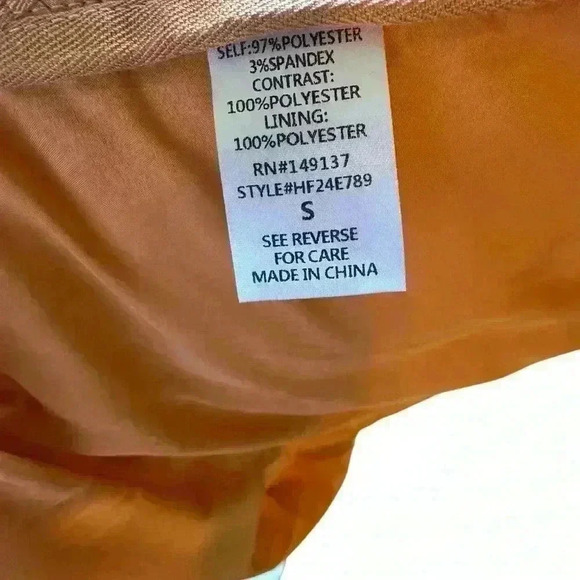 SELF:97%POLYESTER
3%SPANDEX
CONTRAST:
100%POLYESTER
LINING:
100%POLYESTER
RN#149137
STYLE#HF24E789
S
SEE REVERSE
FOR CARE
MADE IN CHINA